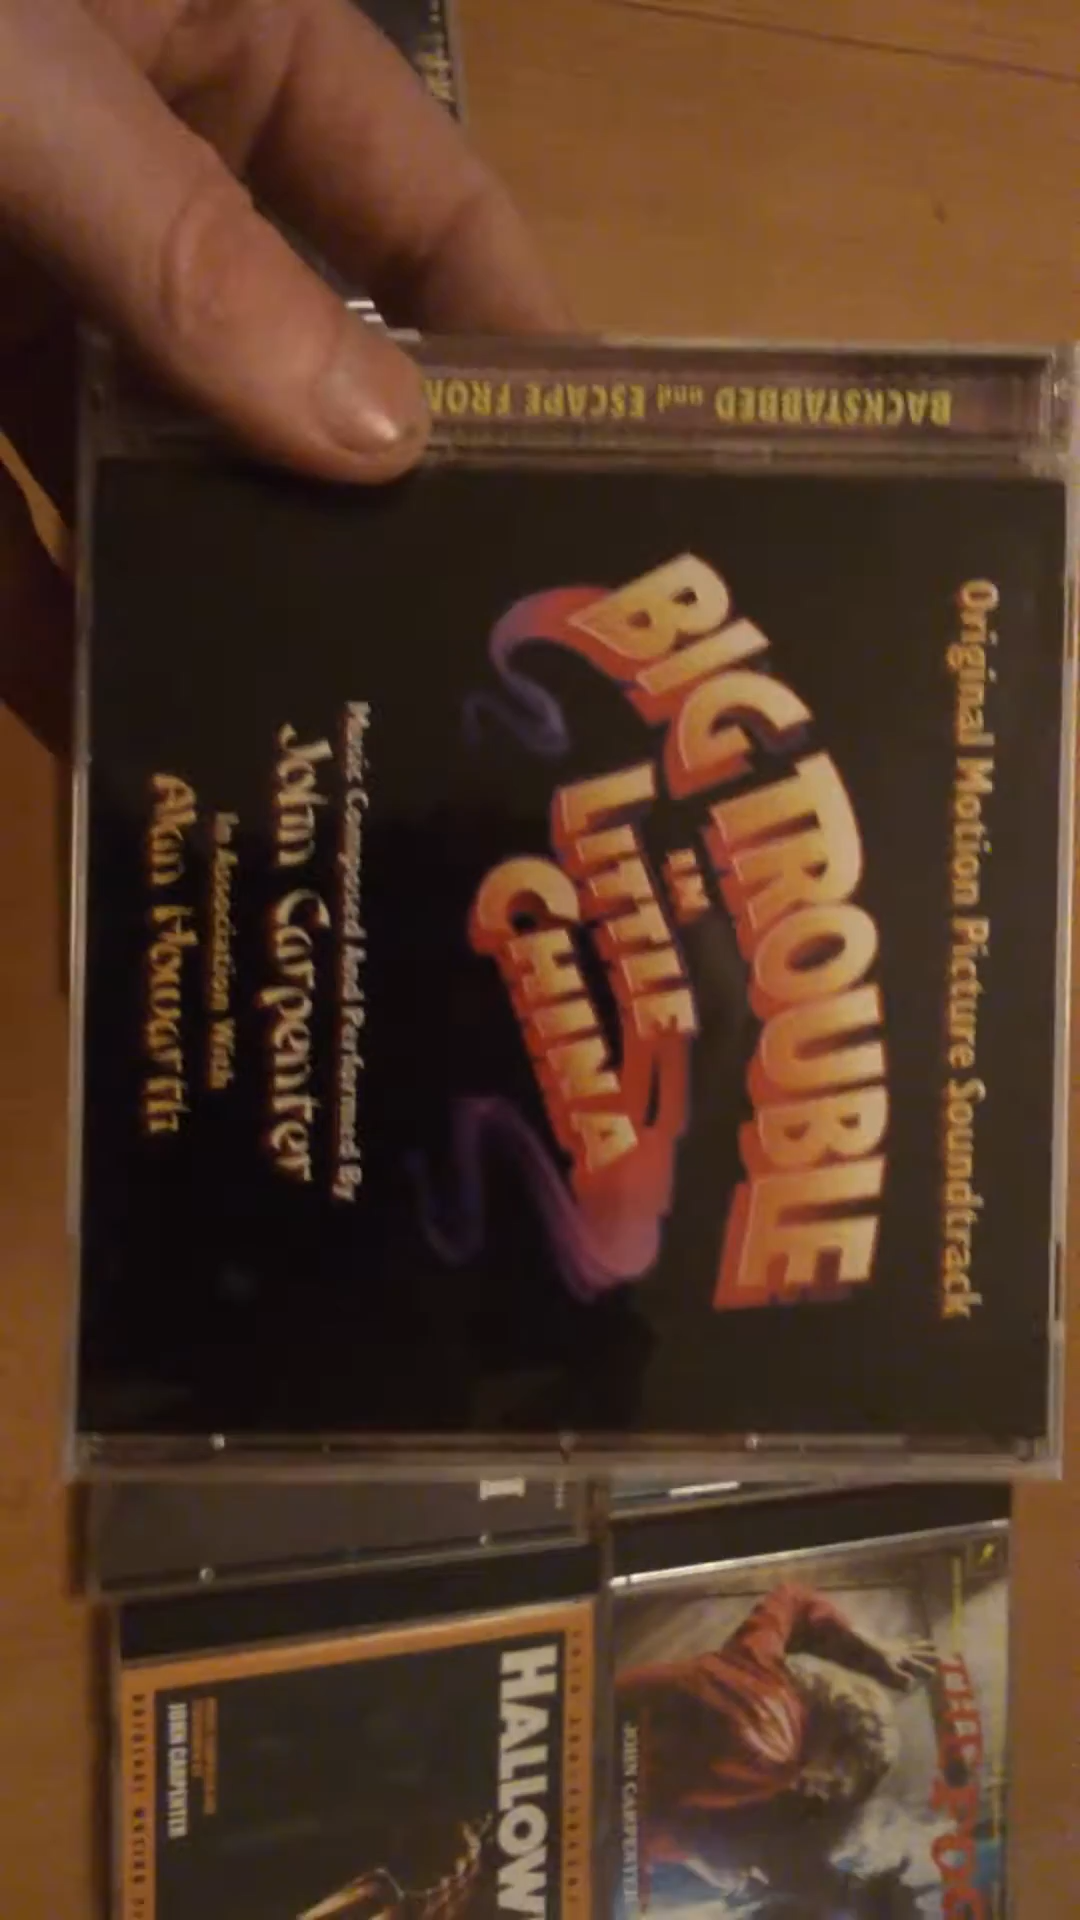 BACKSTABBED and ESCAPE FROM
Original Motion Picture Soundtrack
BIG TROUBLE
IN
LITTLE
CHINA
Music Composed And Performed By
John Carpenter
In Association With
Alan Howarth
HALLOW
JOHN CARPENTER
THE FOG
JOHN CARPENTER